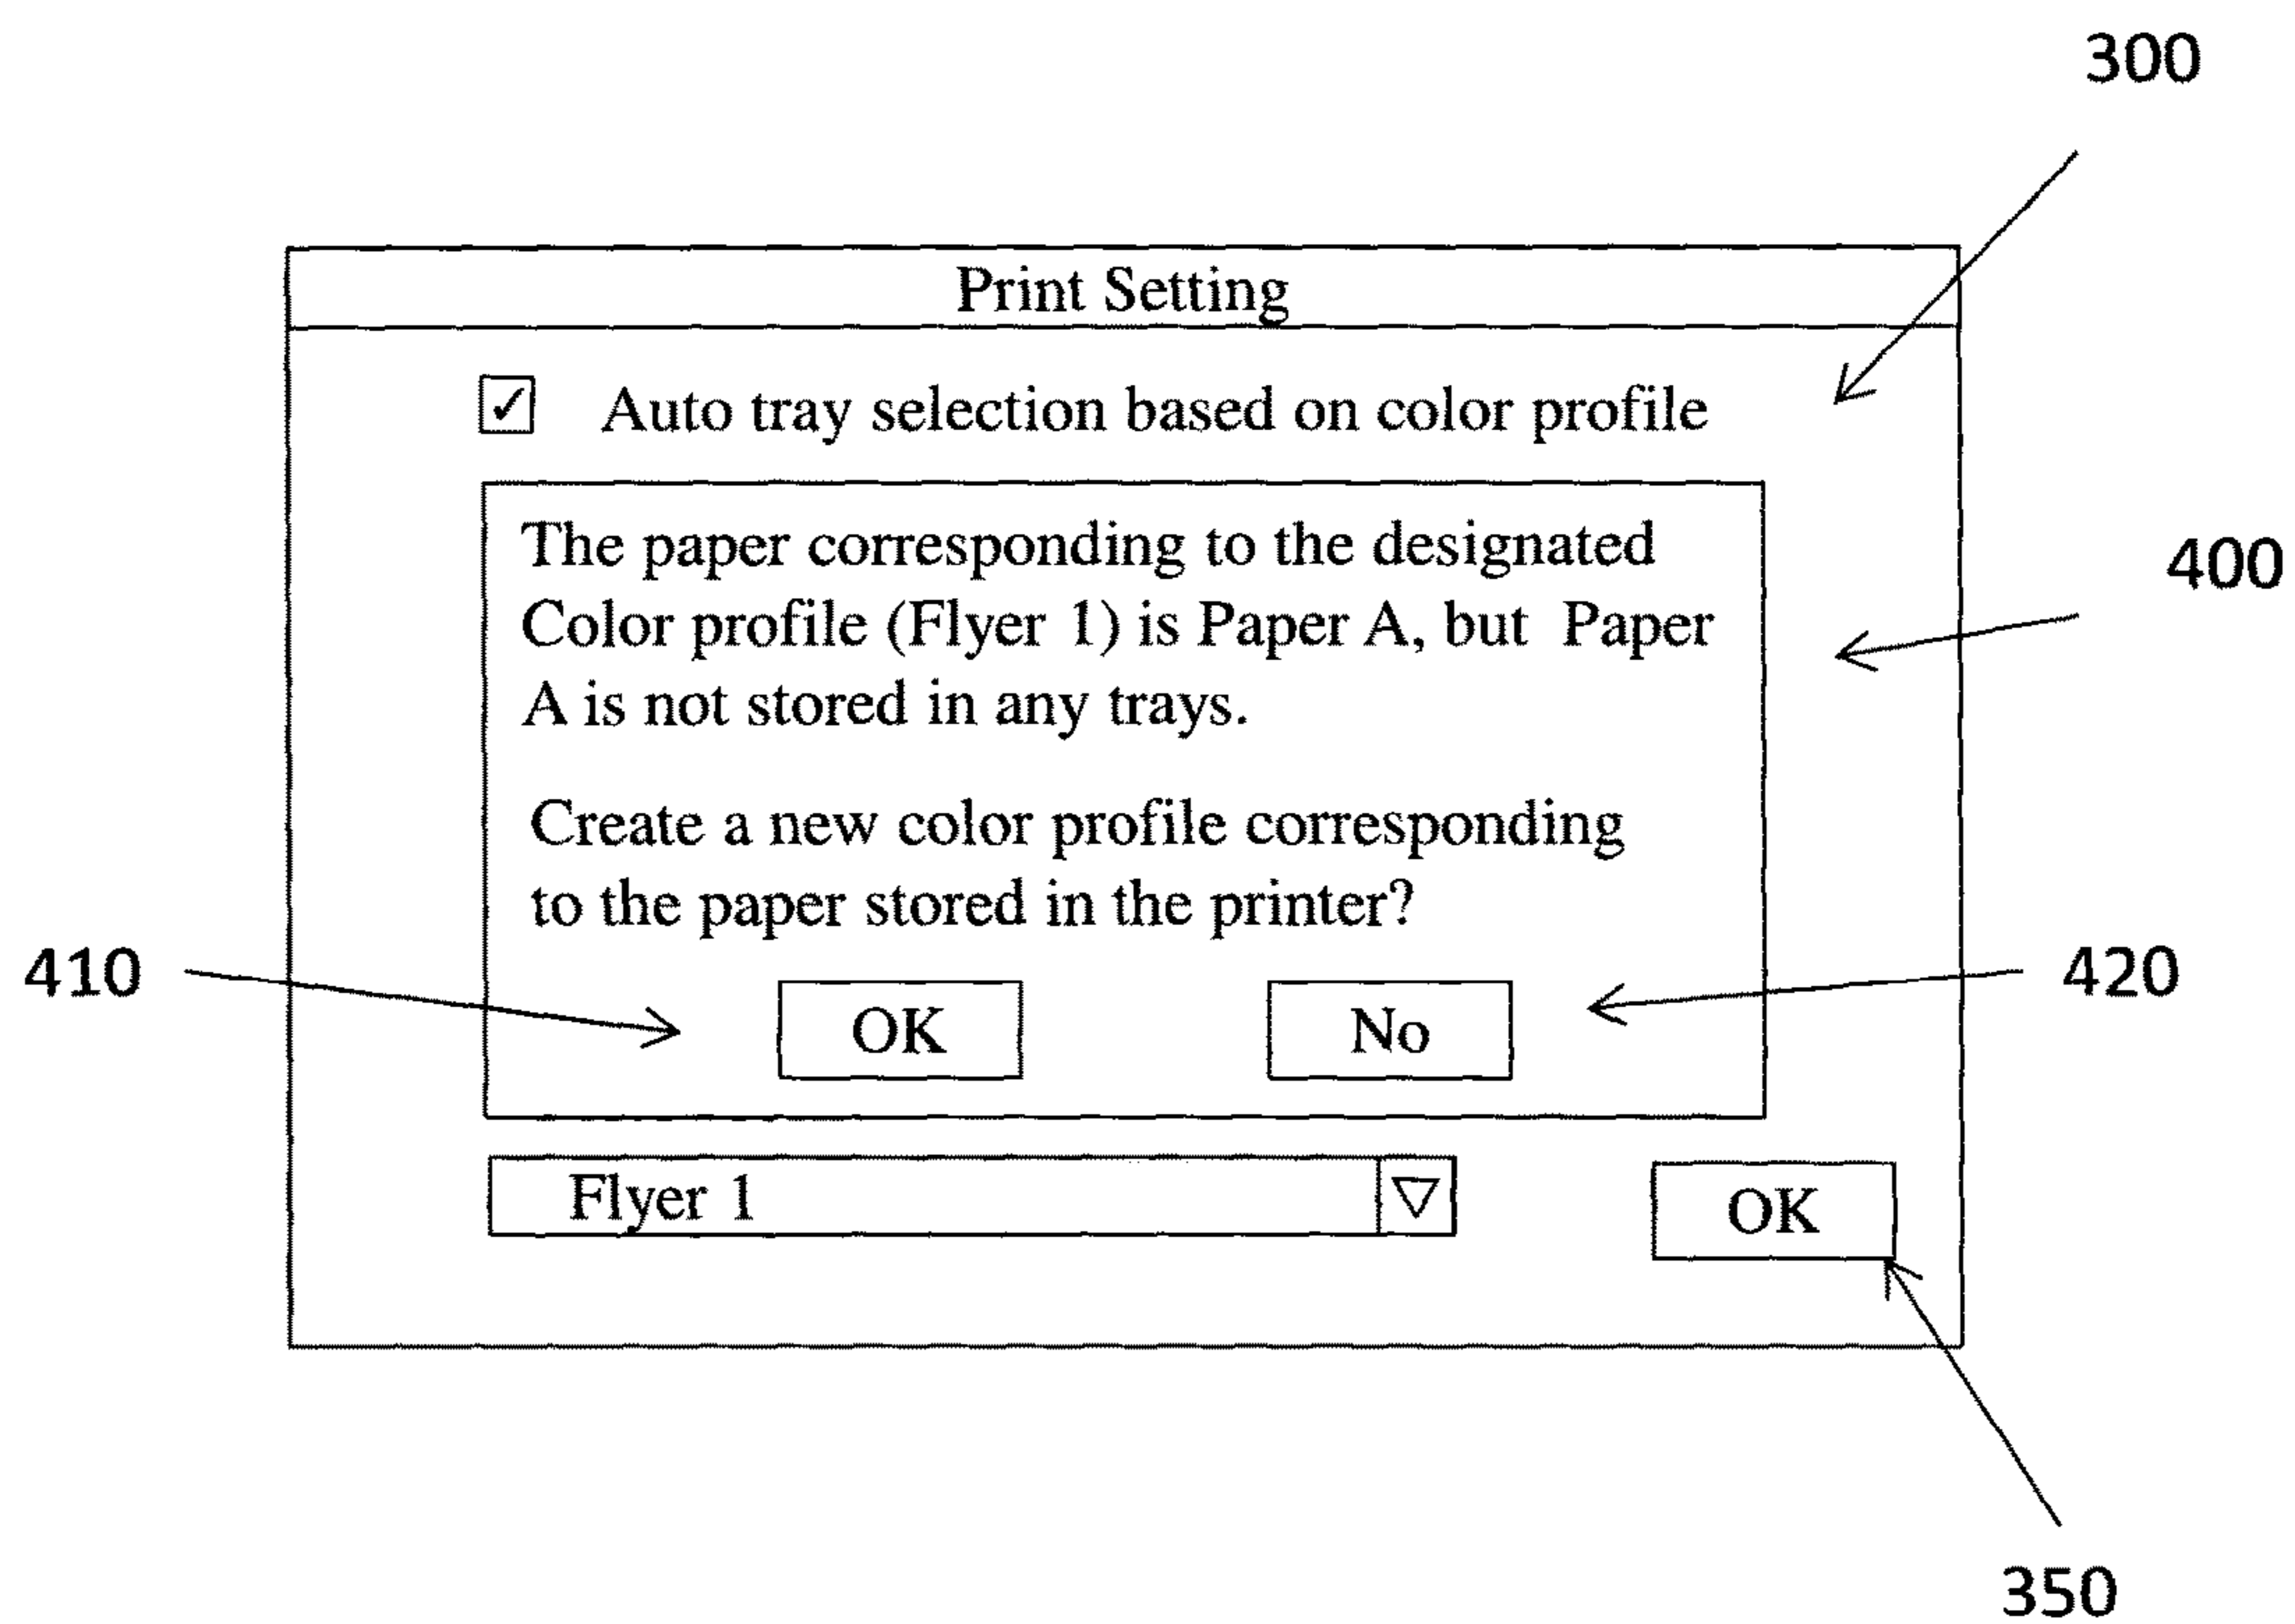 300
Print Setting
✓ Auto tray selection based on color profile
The paper corresponding to the designated
Color profile (Flyer 1) is Paper A, but Paper
A is not stored in any trays.
400
Create a new color profile corresponding
to the paper stored in the printer?
410
OK
No
420
Flyer 1
OK
350